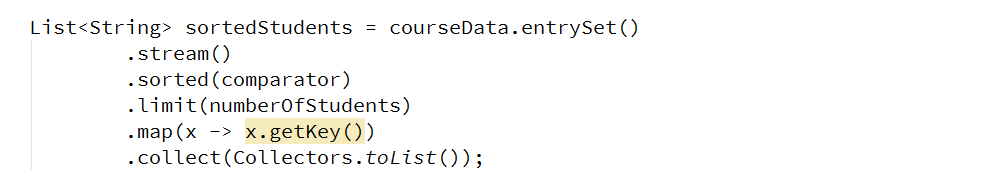 List<String> sortedStudents = courseData.entrySet()
.stream()
.sorted(comparator)
.limit(numberOfStudents)
.map(x -> x.getKey())
.collect(Collectors.toList());